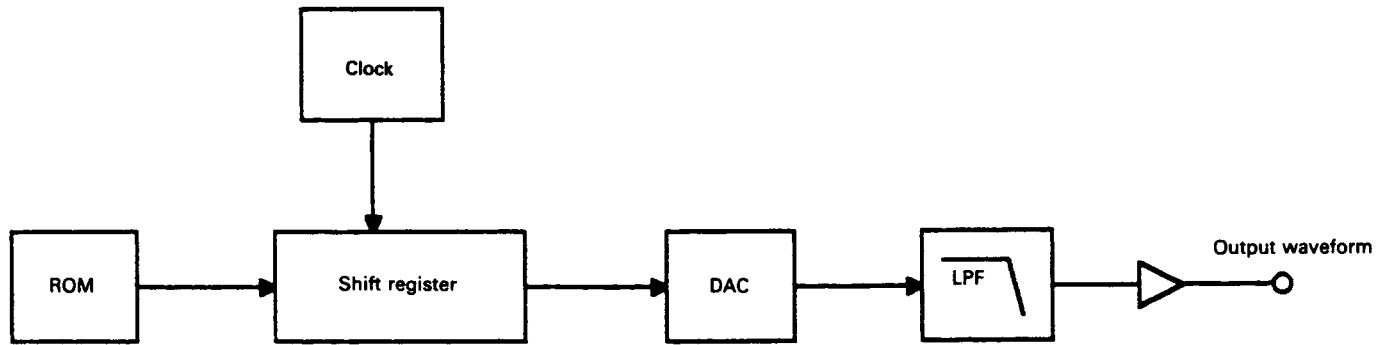 Clock
ROM
Shift register
DAC
LPF
Output waveform